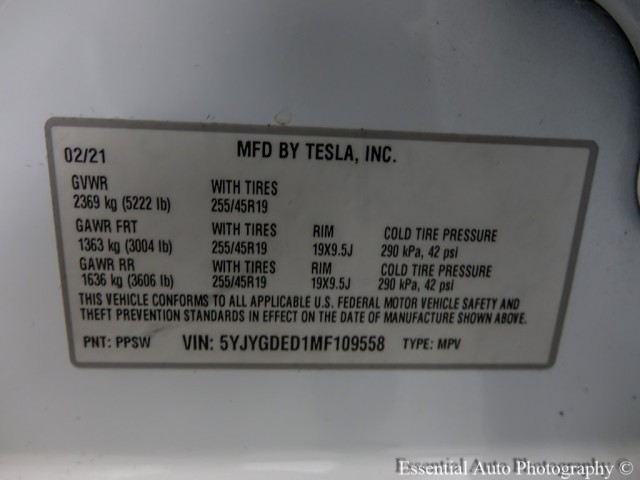 02/21 MFD BY TESLA, INC.
GVWR WITH TIRES
2369 kg (5222 lb) 255/45R19
GAWR FRT WITH TIRES RIM COLD TIRE PRESSURE
1363 kg (3004 lb) 255/45R19 19X9.5J 290 kPa, 42 psi
GAWR RR WITH TIRES RIM COLD TIRE PRESSURE
1636 kg (3606 lb) 255/45R19 19X9.5J 290 kPa, 42 psi
THIS VEHICLE CONFORMS TO ALL APPLICABLE U.S. FEDERAL MOTOR VEHICLE SAFETY AND
THEFT PREVENTION STANDARDS IN EFFECT ON THE DATE OF MANUFACTURE SHOWN ABOVE.
PNT: PPSW VIN: 5YJYGDED1MF109558 TYPE: MPV
Essential Auto Photography (c)